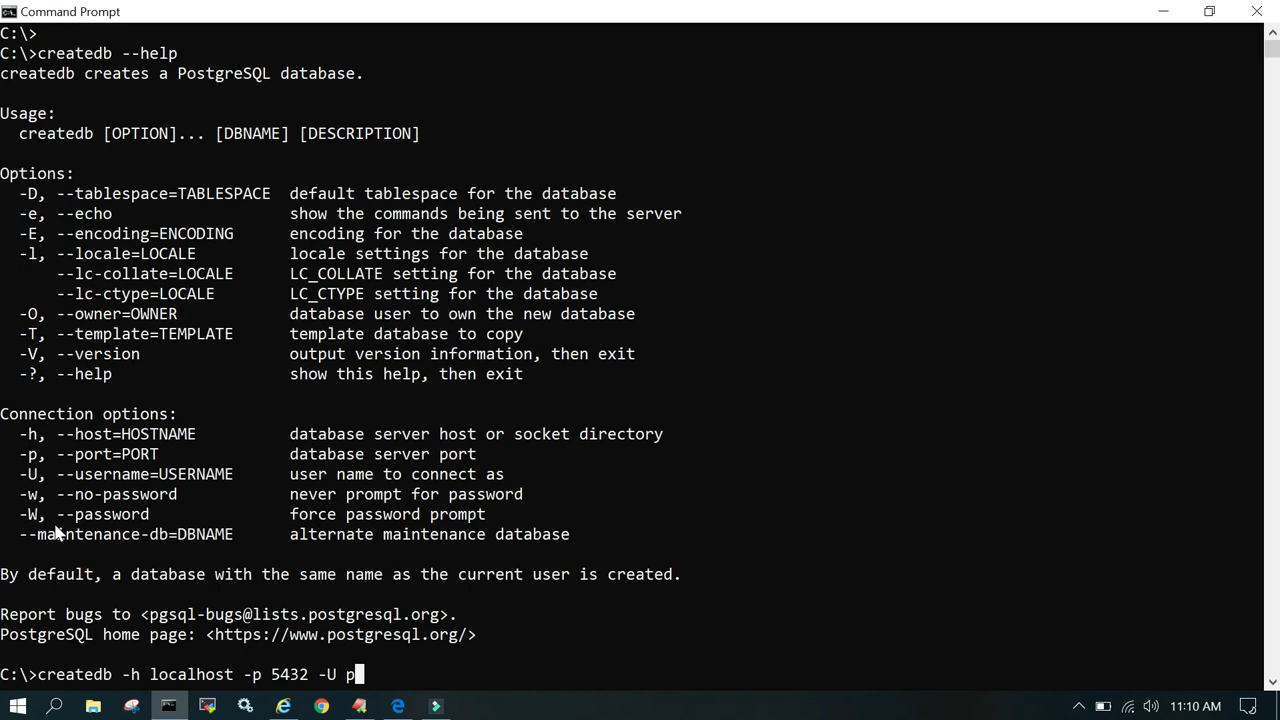 Command Prompt
C:\>
C:\>createdb --help
createdb creates a PostgreSQL database.
Usage:
createdb [OPTION]... [DBNAME] [DESCRIPTION]
Options:
-D, --tablespace=TABLESPACE default tablespace for the database
-e, --echo show the commands being sent to the server
-E, --encoding=ENCODING encoding for the database
-l, --locale=LOCALE locale settings for the database
--lc-collate=LOCALE LC_COLLATE setting for the database
--lc-ctype=LOCALE LC_CTYPE setting for the database
-O, --owner=OWNER database user to own the new database
-T, --template=TEMPLATE template database to copy
-V, --version output version information, then exit
-?, --help show this help, then exit
Connection options:
-h, --host=HOSTNAME database server host or socket directory
-p, --port=PORT database server port
-U, --username=USERNAME user name to connect as
-w, --no-password never prompt for password
-W, --password force password prompt
--maintenance-db=DBNAME alternate maintenance database
By default, a database with the same name as the current user is created.
Report bugs to <pgsql-bugs@lists.postgresql.org>.
PostgreSQL home page: <https://www.postgresql.org/>
C:\>createdb -h localhost -p 5432 -U p
11:10 AM